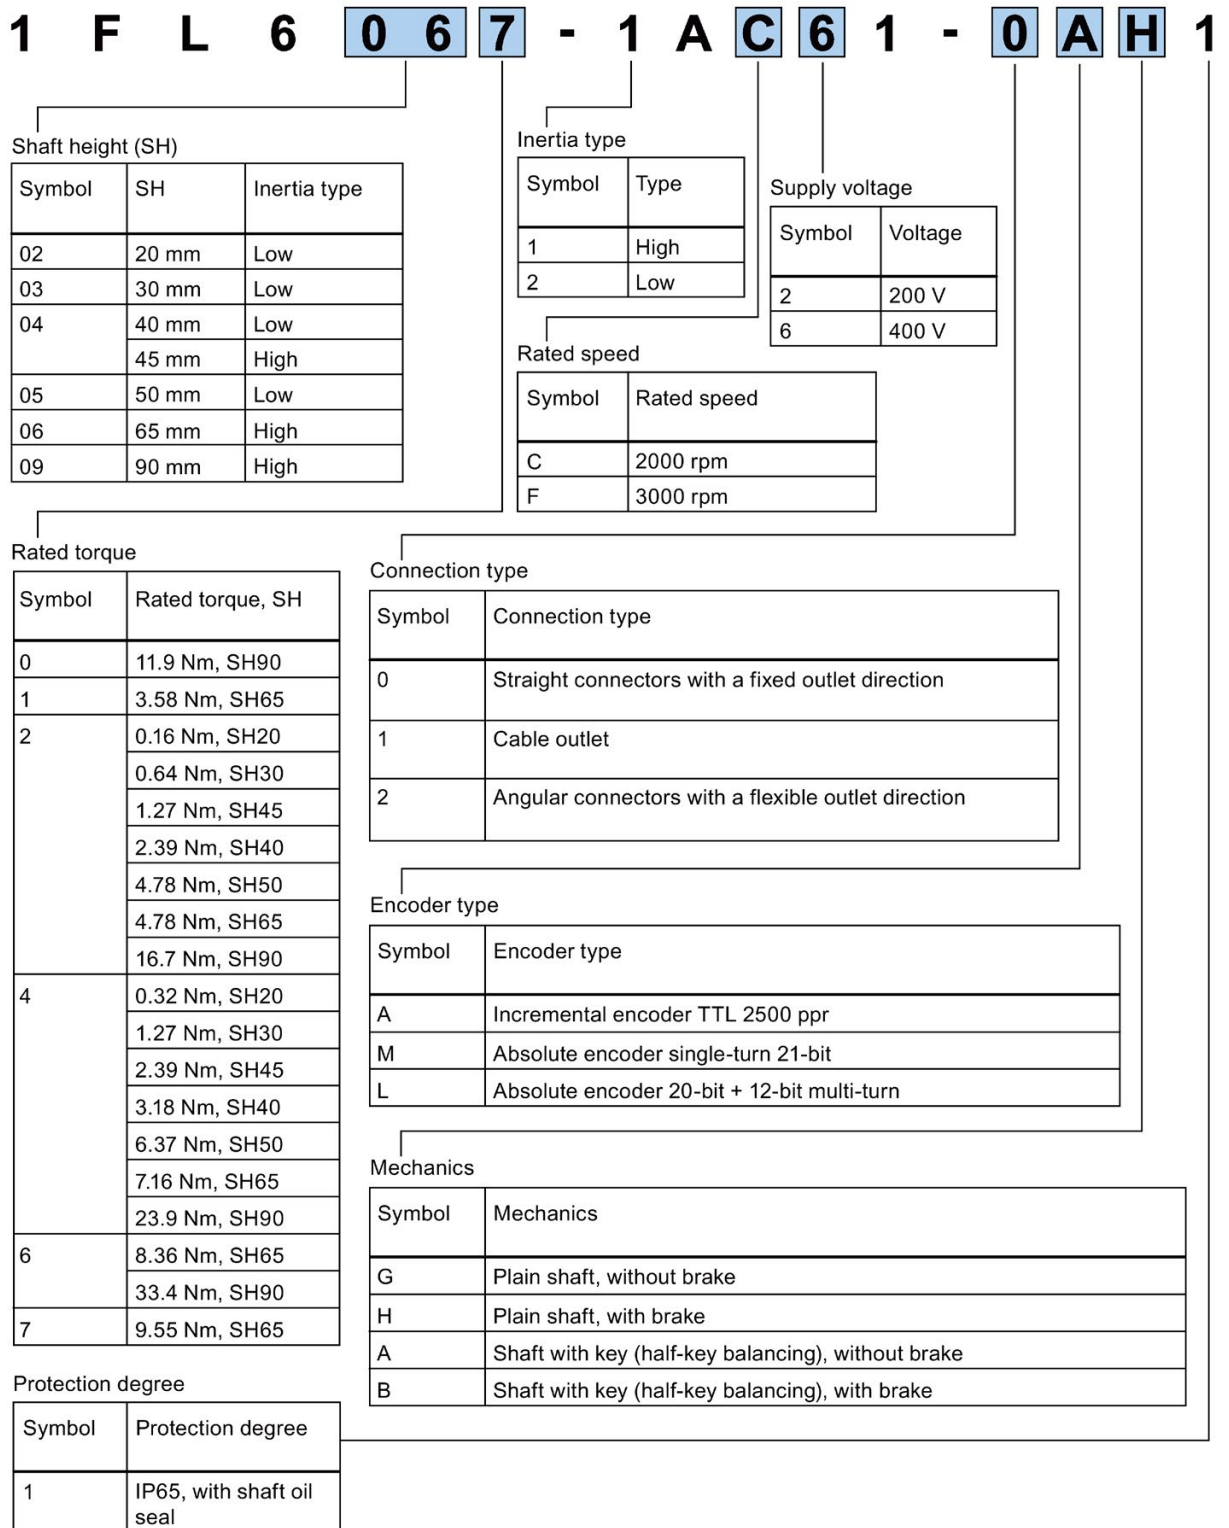 1 F L 6 0 6 7 - 1 A C 6 1 - 0 A H 1
Shaft height (SH)
Symbol SH Inertia type
02 20 mm Low
03 30 mm Low
04 40 mm Low
45 mm High
05 50 mm Low
06 65 mm High
09 90 mm High
Inertia type
Symbol Type
1 High
2 Low
Supply voltage
Symbol Voltage
2 200 V
6 400 V
Rated speed
Symbol Rated speed
C 2000 rpm
F 3000 rpm
Rated torque
Symbol Rated torque, SH
0 11.9 Nm, SH90
1 3.58 Nm, SH65
2 0.16 Nm, SH20
0.64 Nm, SH30
1.27 Nm, SH45
2.39 Nm, SH40
4.78 Nm, SH50
4.78 Nm, SH65
16.7 Nm, SH90
4 0.32 Nm, SH20
1.27 Nm, SH30
2.39 Nm, SH45
3.18 Nm, SH40
6.37 Nm, SH50
7.16 Nm, SH65
23.9 Nm, SH90
6 8.36 Nm, SH65
33.4 Nm, SH90
7 9.55 Nm, SH65
Connection type
Symbol Connection type
0 Straight connectors with a fixed outlet direction
1 Cable outlet
2 Angular connectors with a flexible outlet direction
Encoder type
Symbol Encoder type
A Incremental encoder TTL 2500 ppr
M Absolute encoder single-turn 21-bit
L Absolute encoder 20-bit + 12-bit multi-turn
Mechanics
Symbol Mechanics
G Plain shaft, without brake
H Plain shaft, with brake
A Shaft with key (half-key balancing), without brake
B Shaft with key (half-key balancing), with brake
Protection degree
Symbol Protection degree
1 IP65, with shaft oil
seal